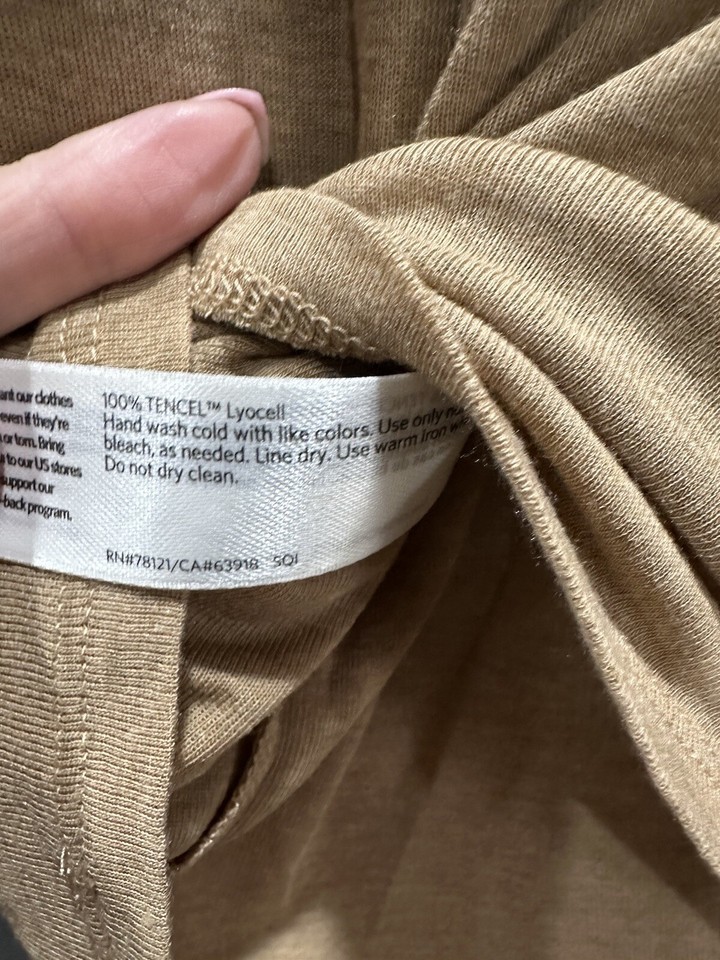 ant our clothes
even if they're
or torn. Bring
to our US stores
support our
-back program.
100% TENCEL™ Lyocell
Hand wash cold with like colors. Use only no
bleach, as needed. Line dry. Use warm iron w
Do not dry clean.
RN#78121/CA#63918 SOI